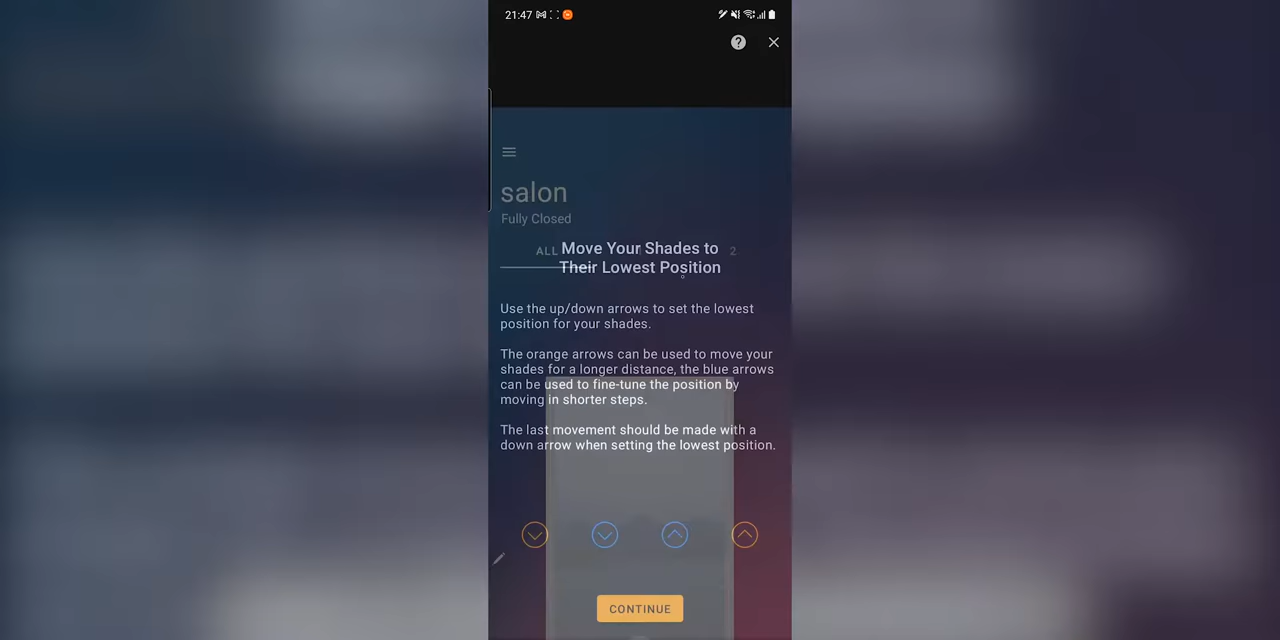 21:47
salon
Fully Closed
ALL 2
Move Your Shades to
Their Lowest Position
Use the up/down arrows to set the lowest
position for your shades.
The orange arrows can be used to move your
shades for a longer distance, the blue arrows
can be used to fine-tune the position by
moving in shorter steps.
The last movement should be made with a
down arrow when setting the lowest position.
CONTINUE